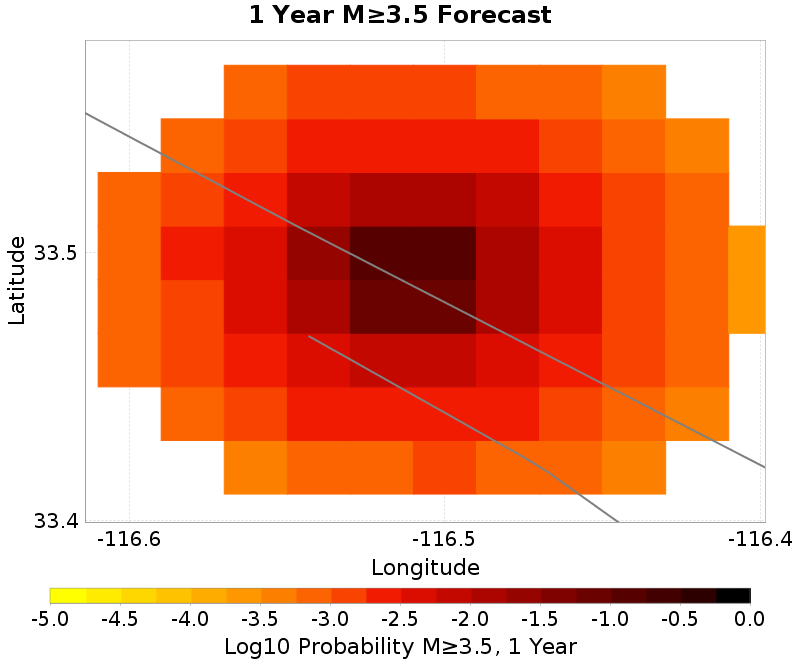 1 Year M≥3.5 Forecast
Latitude
33.5
33.4
-116.6 -116.5 -116.4
Longitude
-5.0 -4.5 -4.0 -3.5 -3.0 -2.5 -2.0 -1.5 -1.0 -0.5 0.0
Log10 Probability M≥3.5, 1 Year